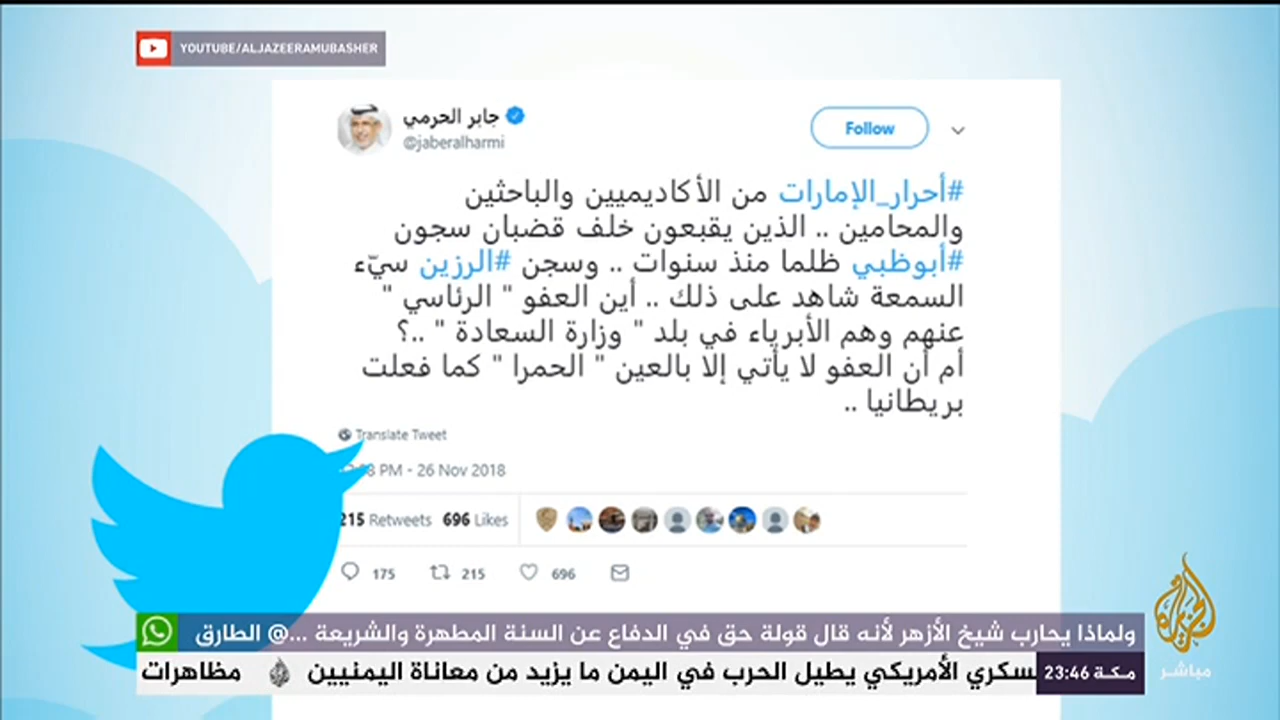 YOUTUBE/ALJAZEERAMUBASHER
جابر الحرمي
@jaberalharmi
Follow
#أحرار_الإمارات من الأكاديميين والباحثين
والمحامين .. الذين يقبعون خلف قضبان سجون
#أبوظبي ظلما منذ سنوات .. وسجن #الرزين سيّء
السمعة شاهد على ذلك .. أين العفو " الرئاسي "
عنهم وهم الأبرياء في بلد " وزارة السعادة " ..؟
أم أن العفو لا يأتي إلا بالعين " الحمرا " كما فعلت
بريطانيا ..
Translate Tweet
PM - 26 Nov 2018
215 Retweets 696 Likes
175 215 696
ولماذا يحارب شيخ الأزهر لأنه قال قولة حق في الدفاع عن السنة المطهرة والشريعة ...@ الطارق
مكة 23:46
سكري الأمريكي يطيل الحرب في اليمن ما يزيد من معاناة اليمنيين مظاهرات
الجزيرة
مباشر